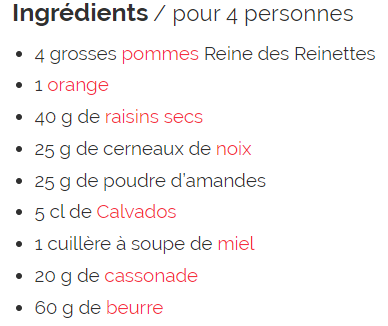 Ingrédients / pour 4 personnes
• 4 grosses pommes Reine des Reinettes
• 1 orange
• 40 g de raisins secs
• 25 g de cerneaux de noix
• 25 g de poudre d'amandes
• 5 cl de Calvados
• 1 cuillère à soupe de miel
• 20 g de cassonade
• 60 g de beurre